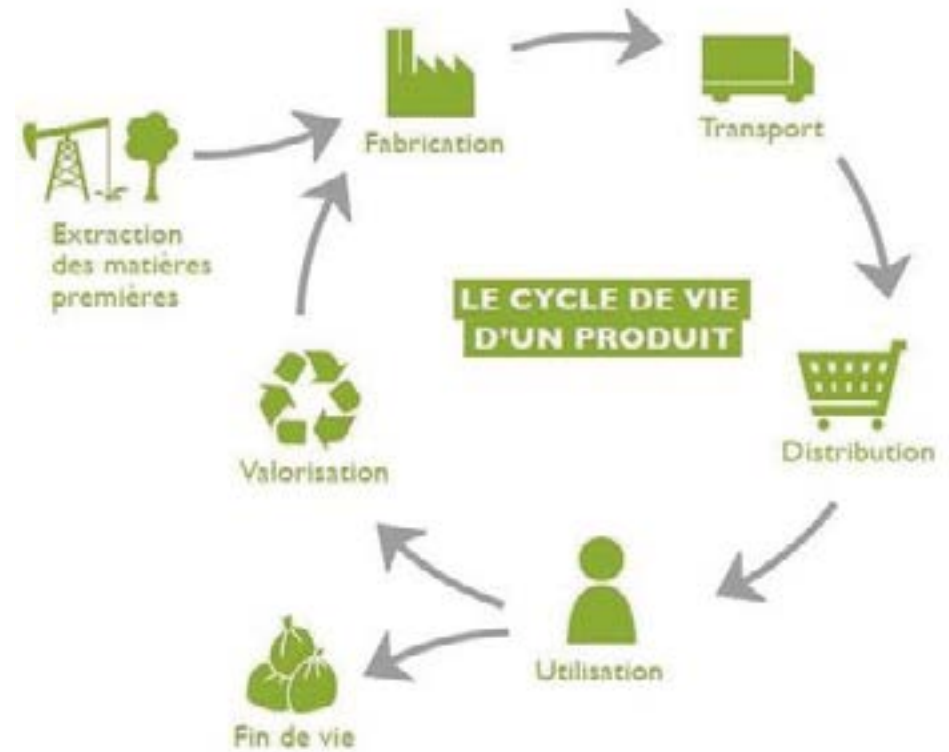 Fabrication
Transport
Extraction
des matières
premières
LE CYCLE DE VIE
D'UN PRODUIT
Valorisation
Distribution
Utilisation
Fin de vie